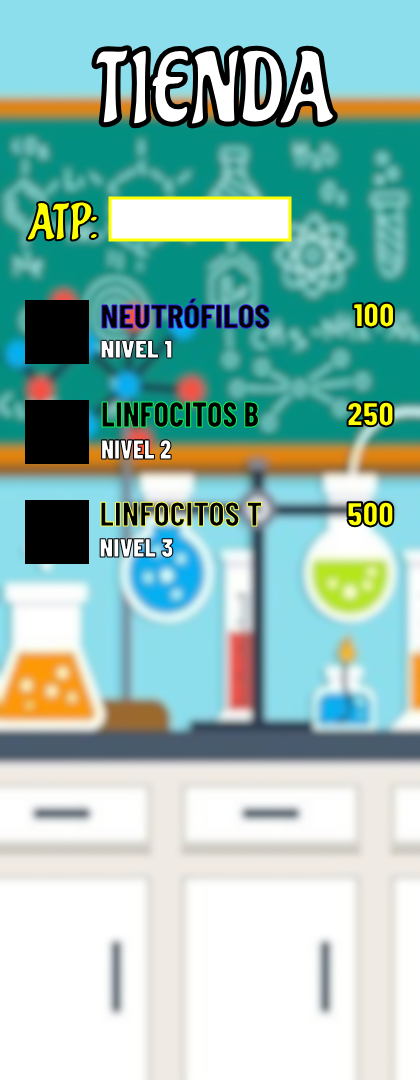 TIENDA
ATP:
NEUTRÓFILOS 100
NIVEL 1
LINFOCITOS B 250
NIVEL 2
LINFOCITOS T 500
NIVEL 3